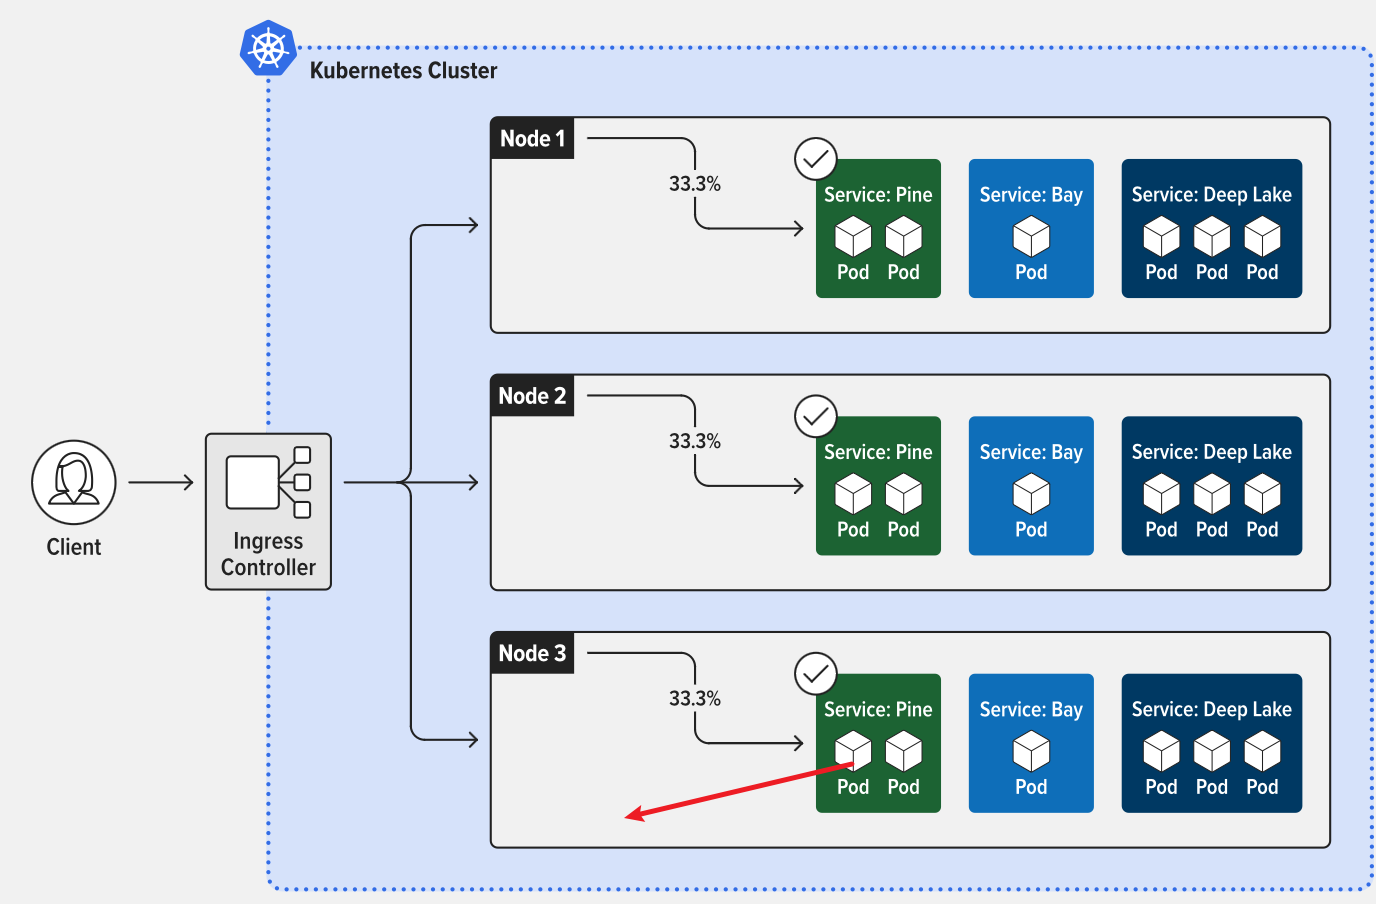 Kubernetes Cluster
Node 1
33.3%
Service: Pine
Pod Pod
Service: Bay
Pod
Service: Deep Lake
Pod Pod Pod
Node 2
33.3%
Service: Pine
Pod Pod
Service: Bay
Pod
Service: Deep Lake
Pod Pod Pod
Client
Ingress
Controller
Node 3
33.3%
Service: Pine
Pod Pod
Service: Bay
Pod
Service: Deep Lake
Pod Pod Pod